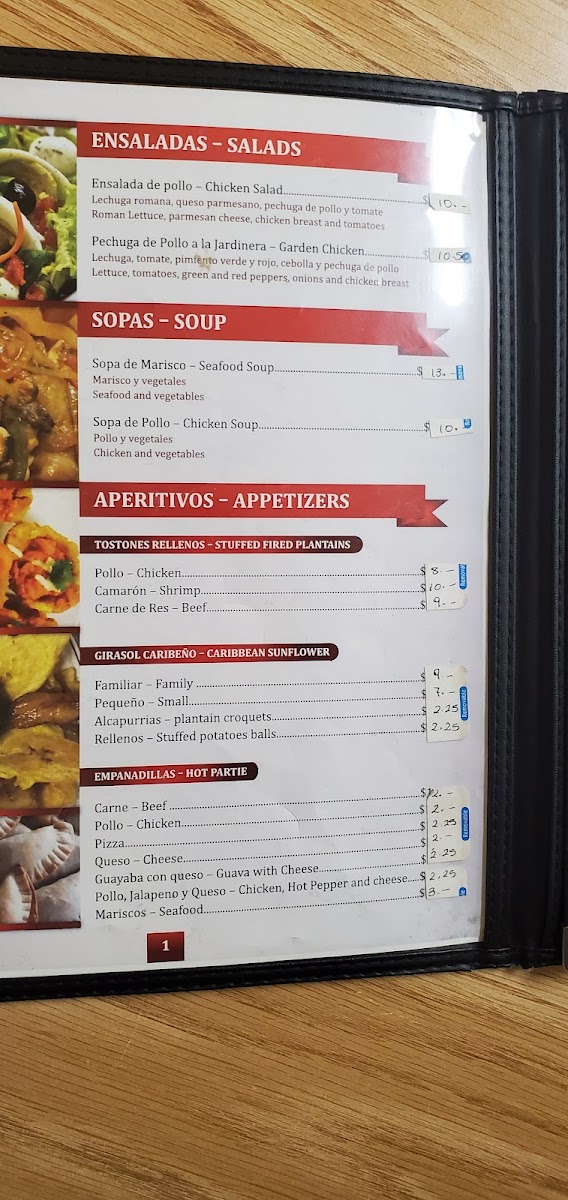 ENSALADAS – SALADS
Ensalada de pollo – Chicken Salad........ $ 10.-
Lechuga romana, queso parmesano, pechuga de pollo y tomate
Roman Lettuce, parmesan cheese, chicken breast and tomatoes
Pechuga de Pollo a la Jardinera – Garden Chicken........ $ 10.50
Lechuga, tomate, pimiento verde y rojo, cebolla y pechuga de pollo
Lettuce, tomatoes, green and red peppers, onions and chicken breast
SOPAS – SOUP
Sopa de Marisco – Seafood Soup........ $ 13.-
Marisco y vegetales
Seafood and vegetables
Sopa de Pollo – Chicken Soup........ $ 10.
Pollo y vegetales
Chicken and vegetables
APERITIVOS – APPETIZERS
TOSTONES RELLENOS – STUFFED FIRED PLANTAINS
Pollo – Chicken........ $ 8.-
Camarón – Shrimp........ $ 10.-
Carne de Res – Beef........ $ 9.-
Removable
GIRASOL CARIBEÑO – CARIBBEAN SUNFLOWER
Familiar – Family ........ $ 9.-
Pequeño – Small........ $ 7.-
Alcapurrias – plantain croquets........ $ 2.25
Rellenos – Stuffed potatoes balls........ $ 2.25
Removable
EMPANADILLAS – HOT PARTIE
Carne – Beef ........ $ 2.-
Pollo – Chicken........ $ 2.-
Pizza........ $ 2.25
Queso – Cheese........ $ 2.-
Guayaba con queso – Guava with Cheese........ $ 2.25
Pollo, Jalapeno y Queso – Chicken, Hot Pepper and cheese.... $ 2.25
Mariscos – Seafood........ $ 3.-
Removable
1